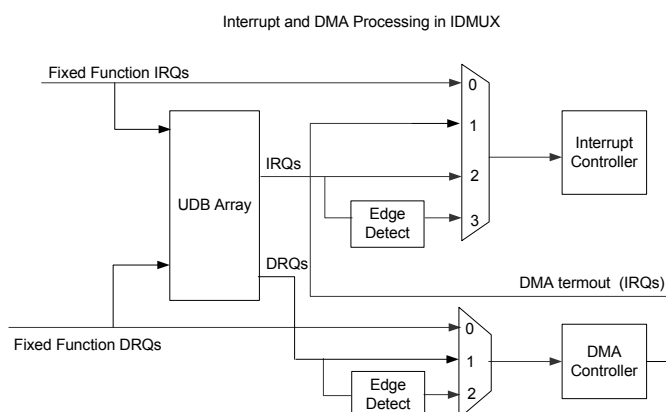 Interrupt and DMA Processing in IDMUX
Fixed Function IRQs
0
1
Interrupt
Controller
IRQs
2
UDB Array
Edge
Detect
3
DRQs
DMA termout (IRQs)
0
Fixed Function DRQs
1
DMA
Controller
Edge
Detect
2